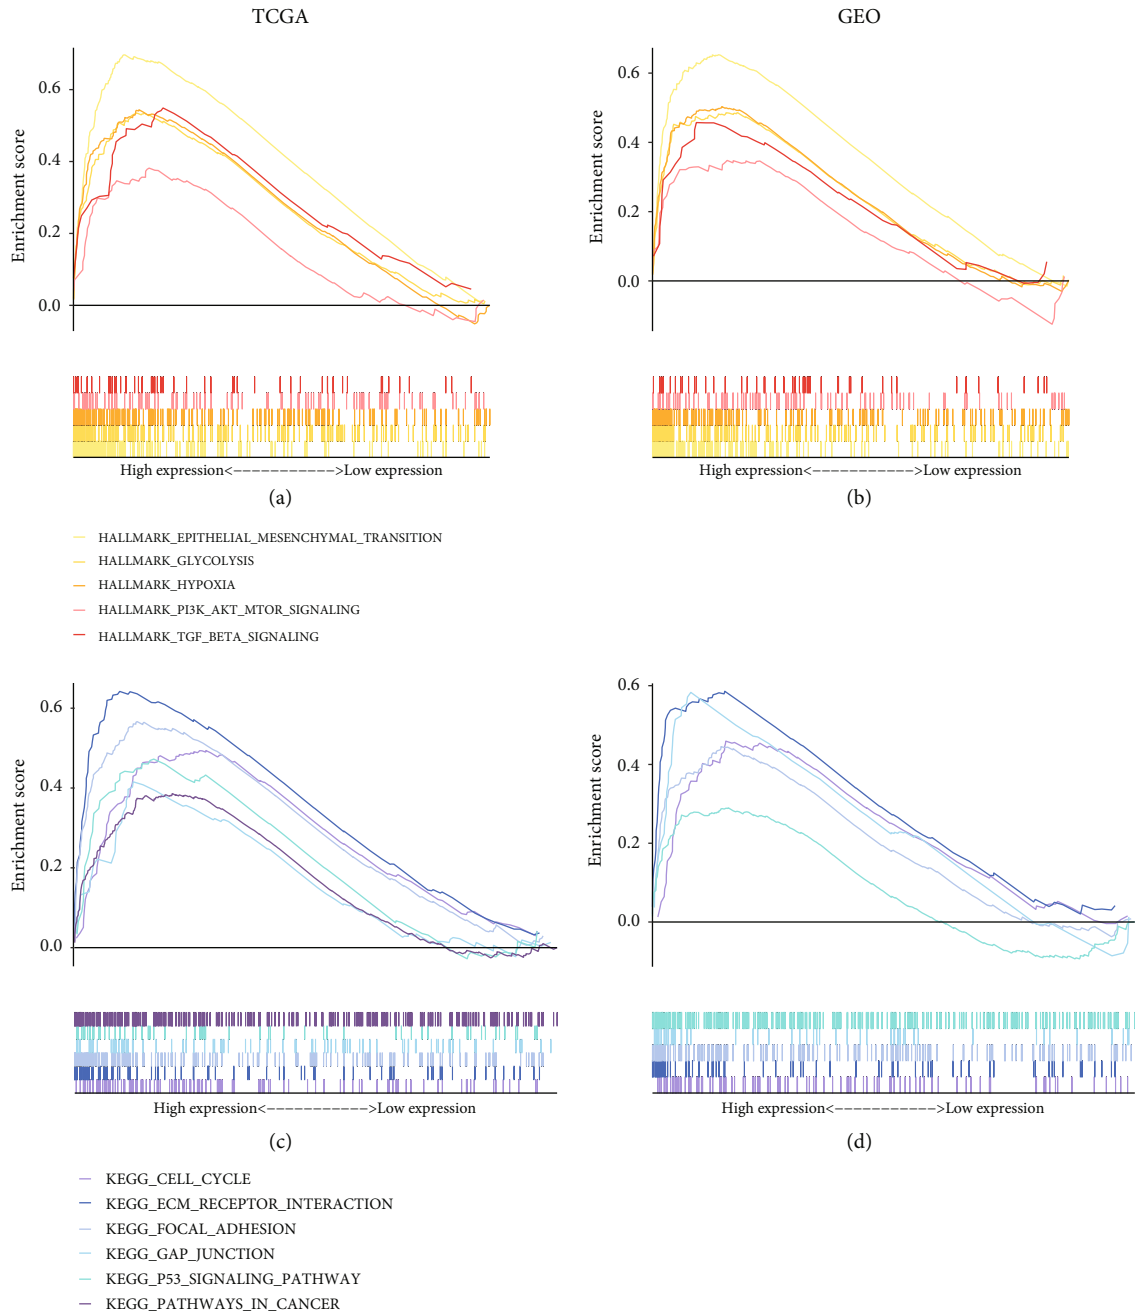 TCGA
GEO
Enrichment score
0.6
0.4
0.2
0.0
High expression<----------->Low expression
(a)
Enrichment score
0.6
0.4
0.2
0.0
High expression<----------->Low expression
(b)
HALLMARK_EPITHELIAL_MESENCHYMAL_TRANSITION
HALLMARK_GLYCOLYSIS
HALLMARK_HYPOXIA
HALLMARK_PI3K_AKT_MTOR_SIGNALING
HALLMARK_TGF_BETA_SIGNALING
Enrichment score
0.6
0.4
0.2
0.0
High expression<----------->Low expression
(c)
Enrichment score
0.6
0.4
0.2
0.0
High expression<----------->Low expression
(d)
KEGG_CELL_CYCLE
KEGG_ECM_RECEPTOR_INTERACTION
KEGG_FOCAL_ADHESION
KEGG_GAP_JUNCTION
KEGG_P53_SIGNALING_PATHWAY
KEGG_PATHWAYS_IN_CANCER